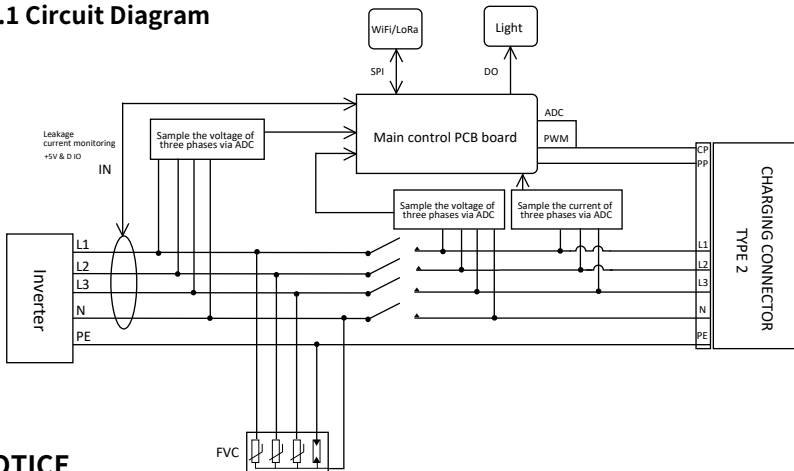 .1 Circuit Diagram
WiFi/LoRa
Light
SPI
DO
Main control PCB board
ADC
PWM
Leakage
current monitoring
+5V & D IO
IN
Sample the voltage of
three phases via ADC
Sample the voltage of
three phases via ADC
Sample the current of
three phases via ADC
Inverter
L1
L2
L3
N
PE
CP
PP
L1
L2
L3
N
PE
CHARGING CONNECTOR
TYPE 2
FVC
OTICE